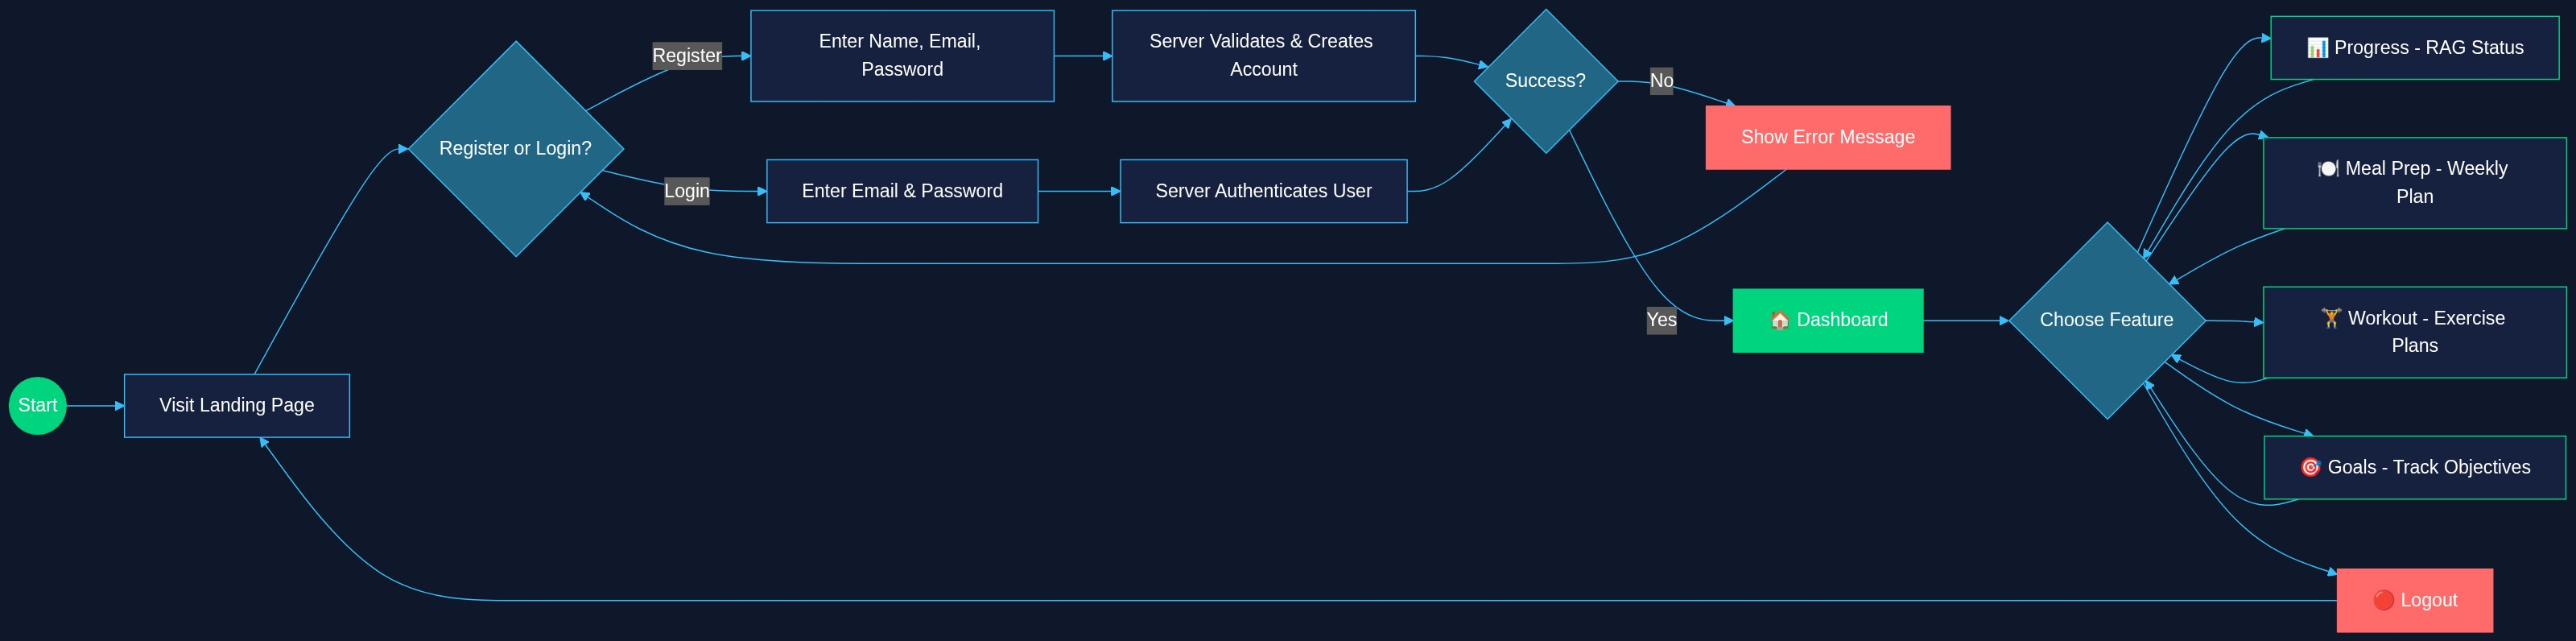 Start
Visit Landing Page
Register or Login?
Register
Enter Name, Email,
Password
Server Validates & Creates
Account
Login
Enter Email & Password
Server Authenticates User
Success?
No
Show Error Message
Yes
🏠 Dashboard
Choose Feature
📊 Progress - RAG Status
🍽️ Meal Prep - Weekly
Plan
🏋️ Workout - Exercise
Plans
🎯 Goals - Track Objectives
🔴 Logout